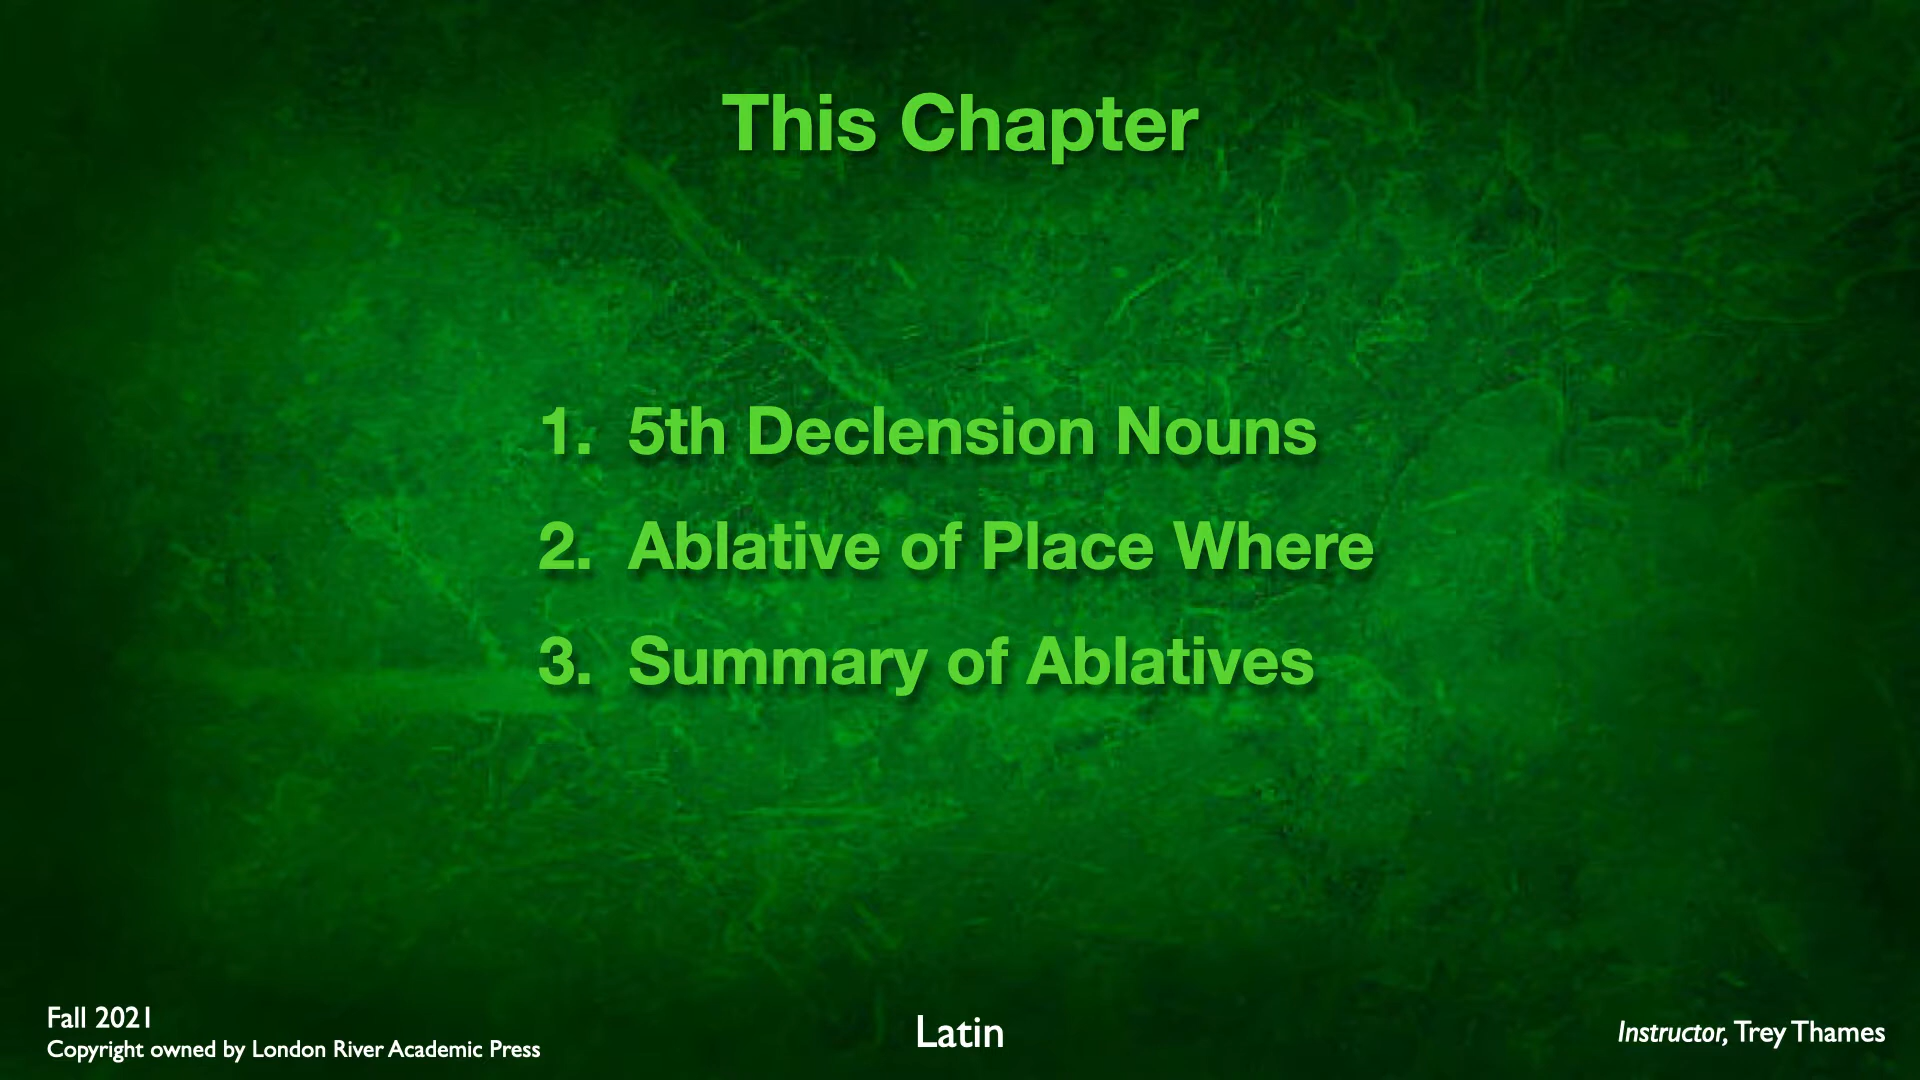 This Chapter
1. 5th Declension Nouns
2. Ablative of Place Where
3. Summary of Ablatives
Fall 2021
Copyright owned by London River Academic Press
Latin
Instructor, Trey Thames